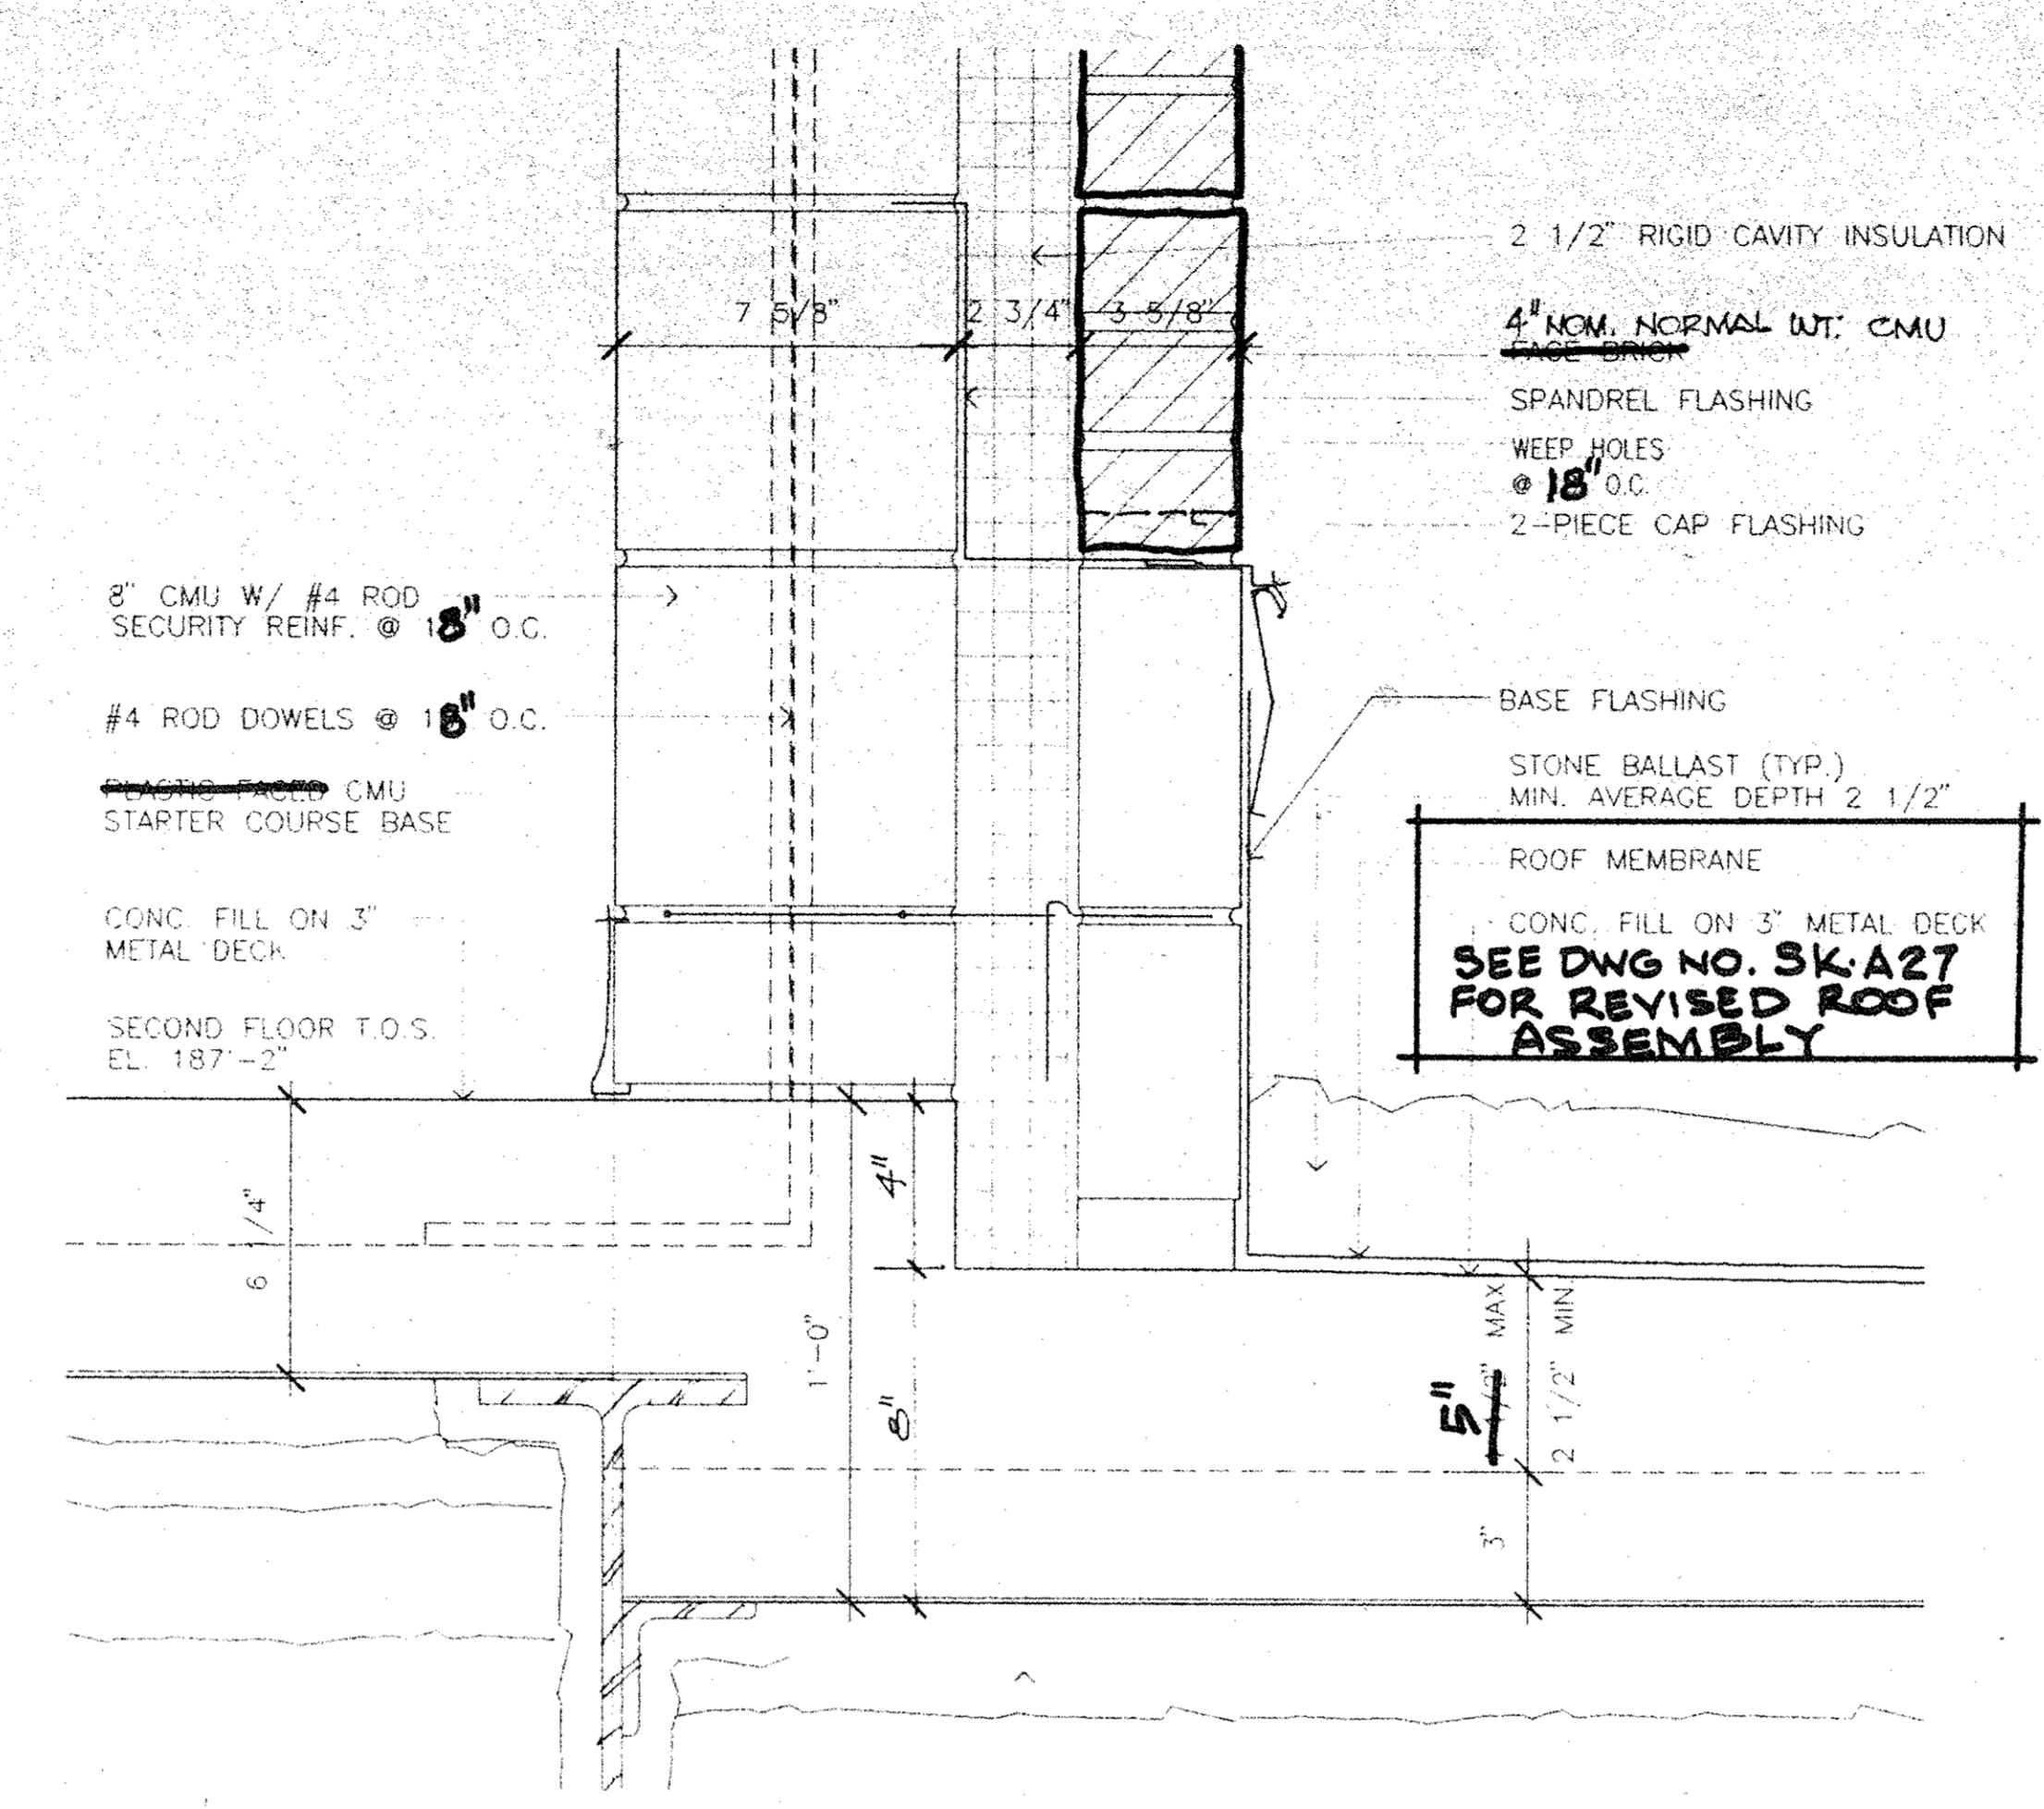 2 1/2" RIGID CAVITY INSULATION
7 5/8"
2 3/4"
3 5/8"
4" NOM. NORMAL WT. CMU
FACE BRICK
SPANDREL FLASHING
WEEP HOLES
@ 18" O.C.
2-PIECE CAP FLASHING
8" CMU W/ #4 ROD
SECURITY REINF. @ 18" O.C.
#4 ROD DOWELS @ 18" O.C.
PLASTIC FACED CMU
STARTER COURSE BASE
CONC. FILL ON 3"
METAL DECK
SECOND FLOOR T.O.S.
EL. 187'-2"
BASE FLASHING
STONE BALLAST (TYP.)
MIN. AVERAGE DEPTH 2 1/2"
ROOF MEMBRANE
CONC. FILL ON 3" METAL DECK
SEE DWG NO. SK.A27
FOR REVISED ROOF
ASSEMBLY
6 1/4"
4"
1'-0"
8"
5"
MAX
2 1/2" MIN
3"